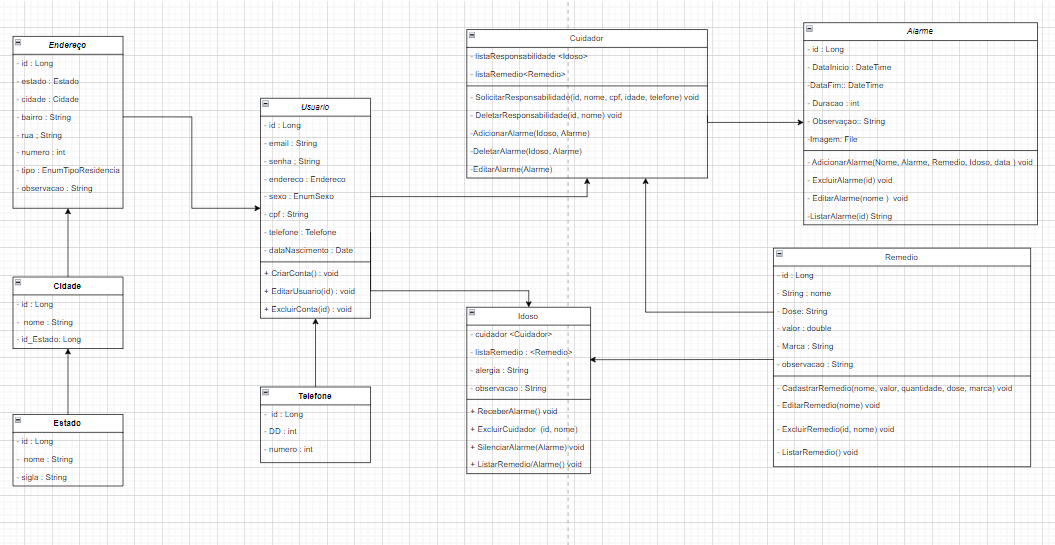 Endereço
- id : Long
- estado : Estado
- cidade : Cidade
- bairro : String
- rua ; String
- numero : int
- tipo : EnumTipoResidencia
- observacao : String
Cidade
- id : Long
- nome : String
- id_Estado: Long
Estado
- id : Long
- nome : String
- sigla : String
Usuario
- id : Long
- email : String
- senha ; String
- endereco : Endereco
- sexo : EnumSexo
- cpf : String
- telefone : Telefone
- dataNascimento : Date
+ CriarConta() : void
+ EditarUsuario(id) : void
+ ExcluirConta(id) : void
Telefone
- id : Long
- DD : int
- numero : int
Cuidador
- listaResponsabilidade <Idoso>
- listaRemedio<Remedio>
- SolicitarResponsabilidade(id, nome, cpf, idade, telefone) void
- DeletarResponsabilidade(id, nome) void
-AdicionarAlarme(Idoso, Alarme)
-DeletarAlarme(Idoso, Alarme)
-EditarAlarme(Alarme)
Idoso
- cuidador <Cuidador>
- listaRemedio : <Remedio>
- alergia : String
- observacao : String
+ ReceberAlarme() void
+ ExcluirCuidador (id, nome)
+ SilenciarAlarme(Alarme) void
+ ListarRemedio/Alarme() void
Alarme
- id : Long
- DataInicio : DateTime
-DataFim:: DateTime
- Duracao : int
- Observaçao:: String
-Imagem: File
- AdicionarAlarme(Nome, Alarme, Remedio, Idoso, data ) void
- ExcluirAlarme(id) void
- EditarAlarme(nome ) void
-ListarAlarme(id) String
Remedio
- id : Long
- String : nome
- Dose: String
- valor : double
- Marca : String
- observacao : String
- CadastrarRemedio(nome, valor, quantidade, dose, marca) void
- EditarRemedio(nome) void
- ExcluirRemedio(id, nome) void
- ListarRemedio() void